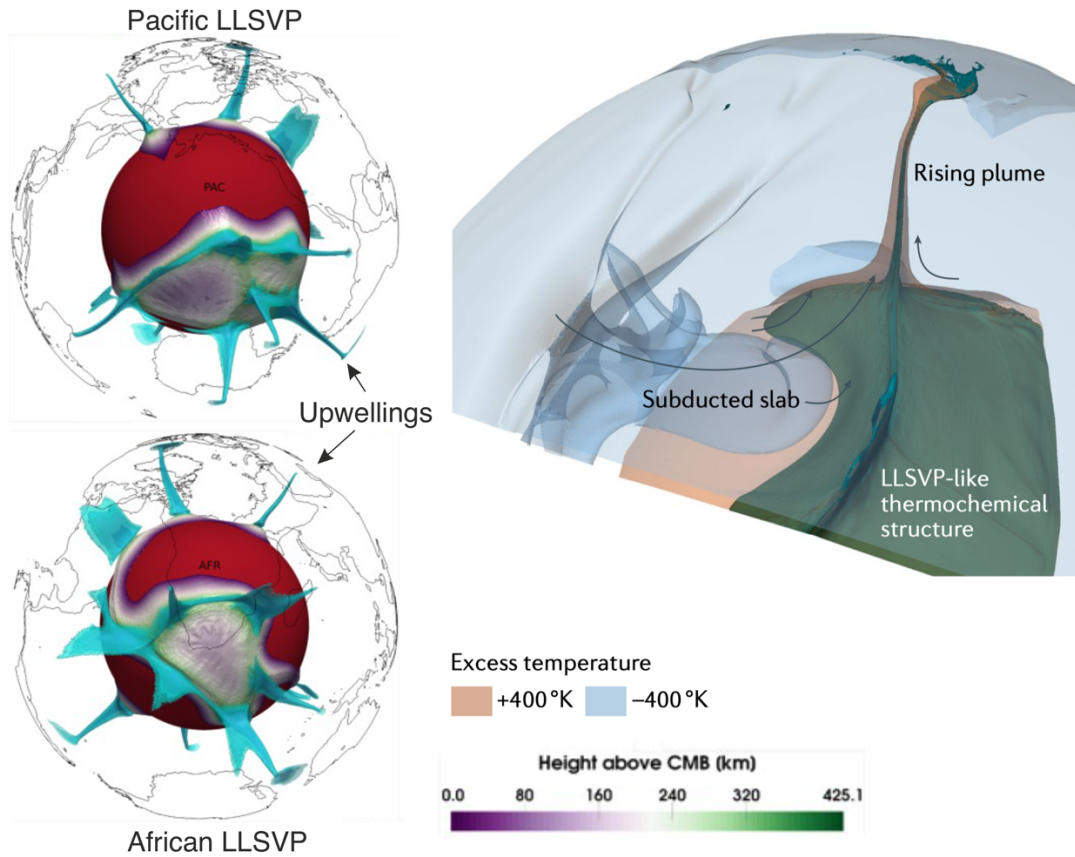 Pacific LLSVP
PAC
Upwellings
AFR
African LLSVP
Rising plume
Subducted slab
LLSVP-like
thermochemical
structure
Excess temperature
+400 °K −400 °K
Height above CMB (km)
0.0 80 160 240 320 425.1